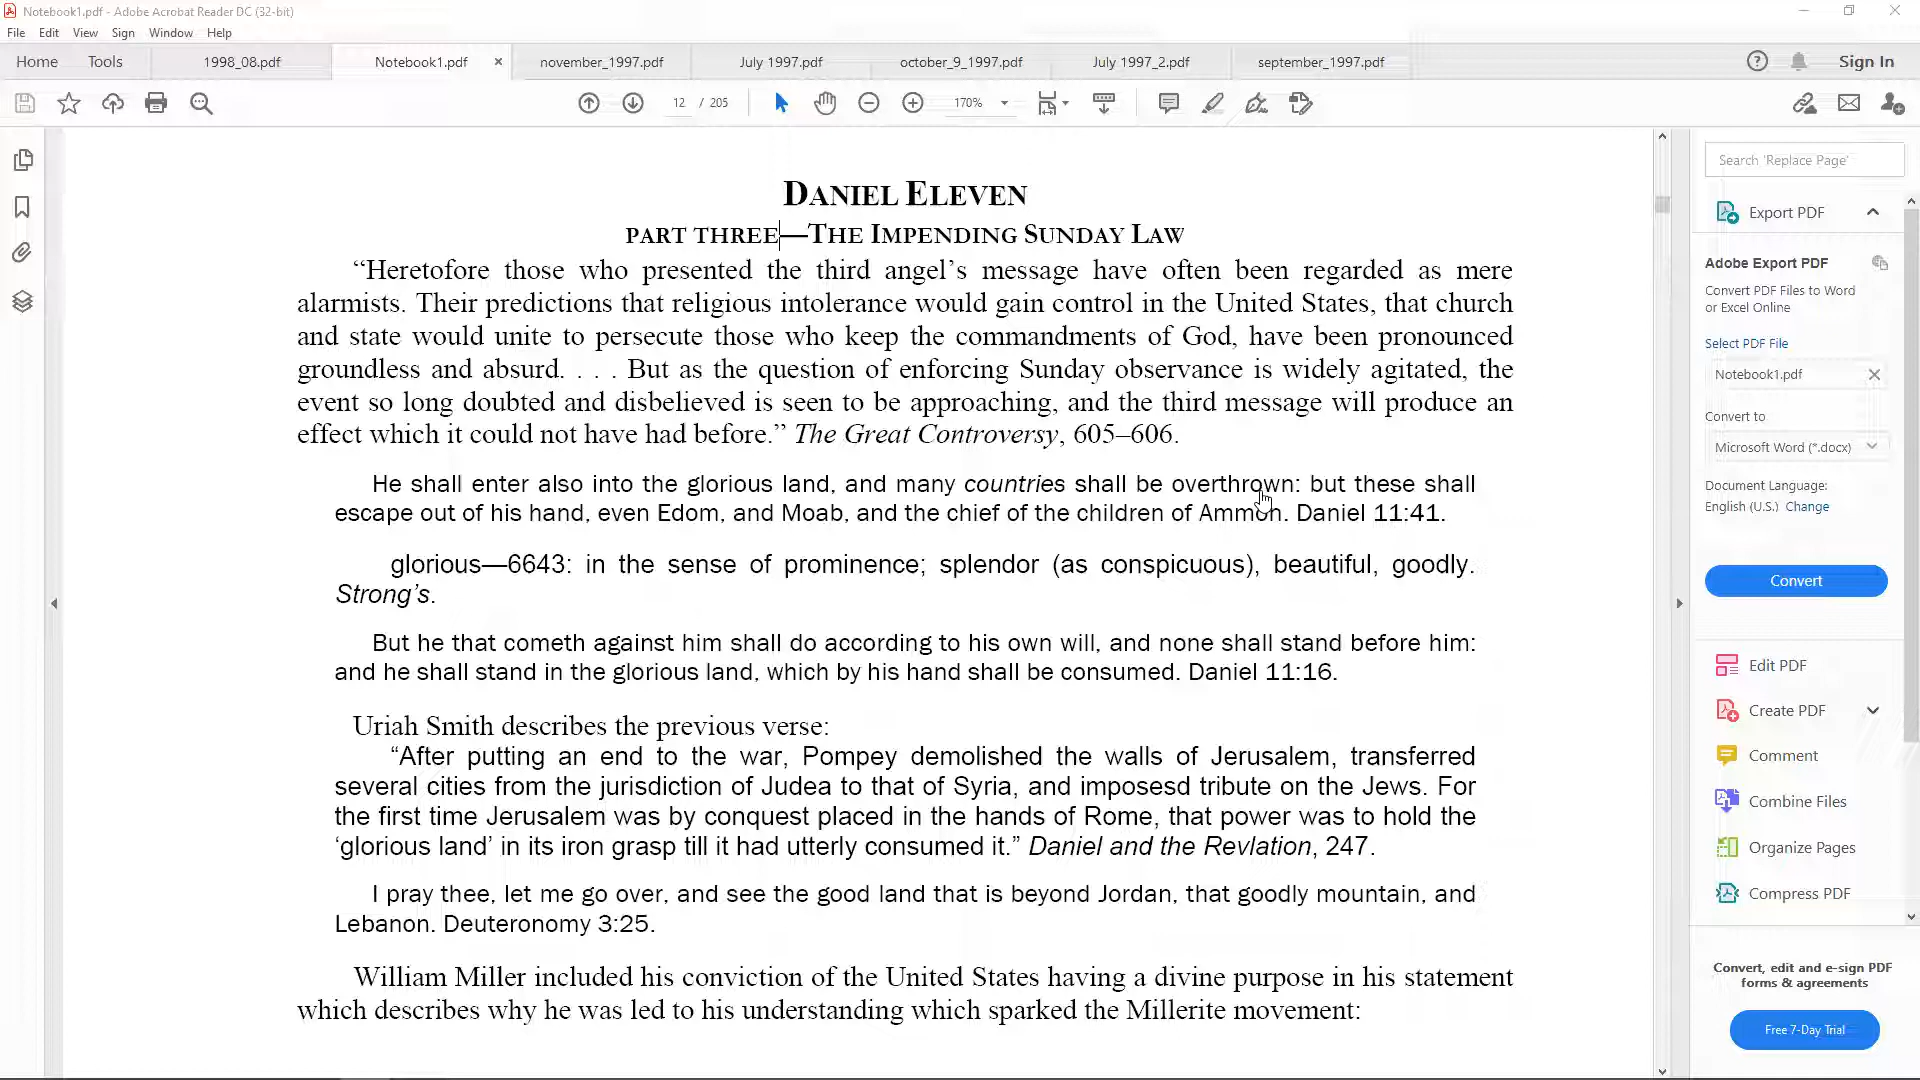 Notebook1.pdf - Adobe Acrobat Reader DC (32-bit)
File Edit View Sign Window Help
Home Tools 1998_08.pdf Notebook1.pdf november_1997.pdf July 1997.pdf october_9_1997.pdf July 1997_2.pdf september_1997.pdf Sign In
12 / 205 170%
DANIEL ELEVEN
PART THREE—THE IMPENDING SUNDAY LAW
“Heretofore those who presented the third angel’s message have often been regarded as mere
alarmists. Their predictions that religious intolerance would gain control in the United States, that church
and state would unite to persecute those who keep the commandments of God, have been pronounced
groundless and absurd. . . . But as the question of enforcing Sunday observance is widely agitated, the
event so long doubted and disbelieved is seen to be approaching, and the third message will produce an
effect which it could not have had before.” The Great Controversy, 605–606.
He shall enter also into the glorious land, and many countries shall be overthrown: but these shall
escape out of his hand, even Edom, and Moab, and the chief of the children of Ammon. Daniel 11:41.
glorious—6643: in the sense of prominence; splendor (as conspicuous), beautiful, goodly.
Strong’s.
But he that cometh against him shall do according to his own will, and none shall stand before him:
and he shall stand in the glorious land, which by his hand shall be consumed. Daniel 11:16.
Uriah Smith describes the previous verse:
“After putting an end to the war, Pompey demolished the walls of Jerusalem, transferred
several cities from the jurisdiction of Judea to that of Syria, and imposesd tribute on the Jews. For
the first time Jerusalem was by conquest placed in the hands of Rome, that power was to hold the
‘glorious land’ in its iron grasp till it had utterly consumed it.” Daniel and the Revlation, 247.
I pray thee, let me go over, and see the good land that is beyond Jordan, that goodly mountain, and
Lebanon. Deuteronomy 3:25.
William Miller included his conviction of the United States having a divine purpose in his statement
which describes why he was led to his understanding which sparked the Millerite movement:
Search 'Replace Page'
Export PDF
Adobe Export PDF
Convert PDF Files to Word
or Excel Online
Select PDF File
Notebook1.pdf
Convert to
Microsoft Word (*.docx)
Document Language:
English (U.S.) Change
Convert
Edit PDF
Create PDF
Comment
Combine Files
Organize Pages
Compress PDF
Convert, edit and e-sign PDF
forms & agreements
Free 7-Day Trial